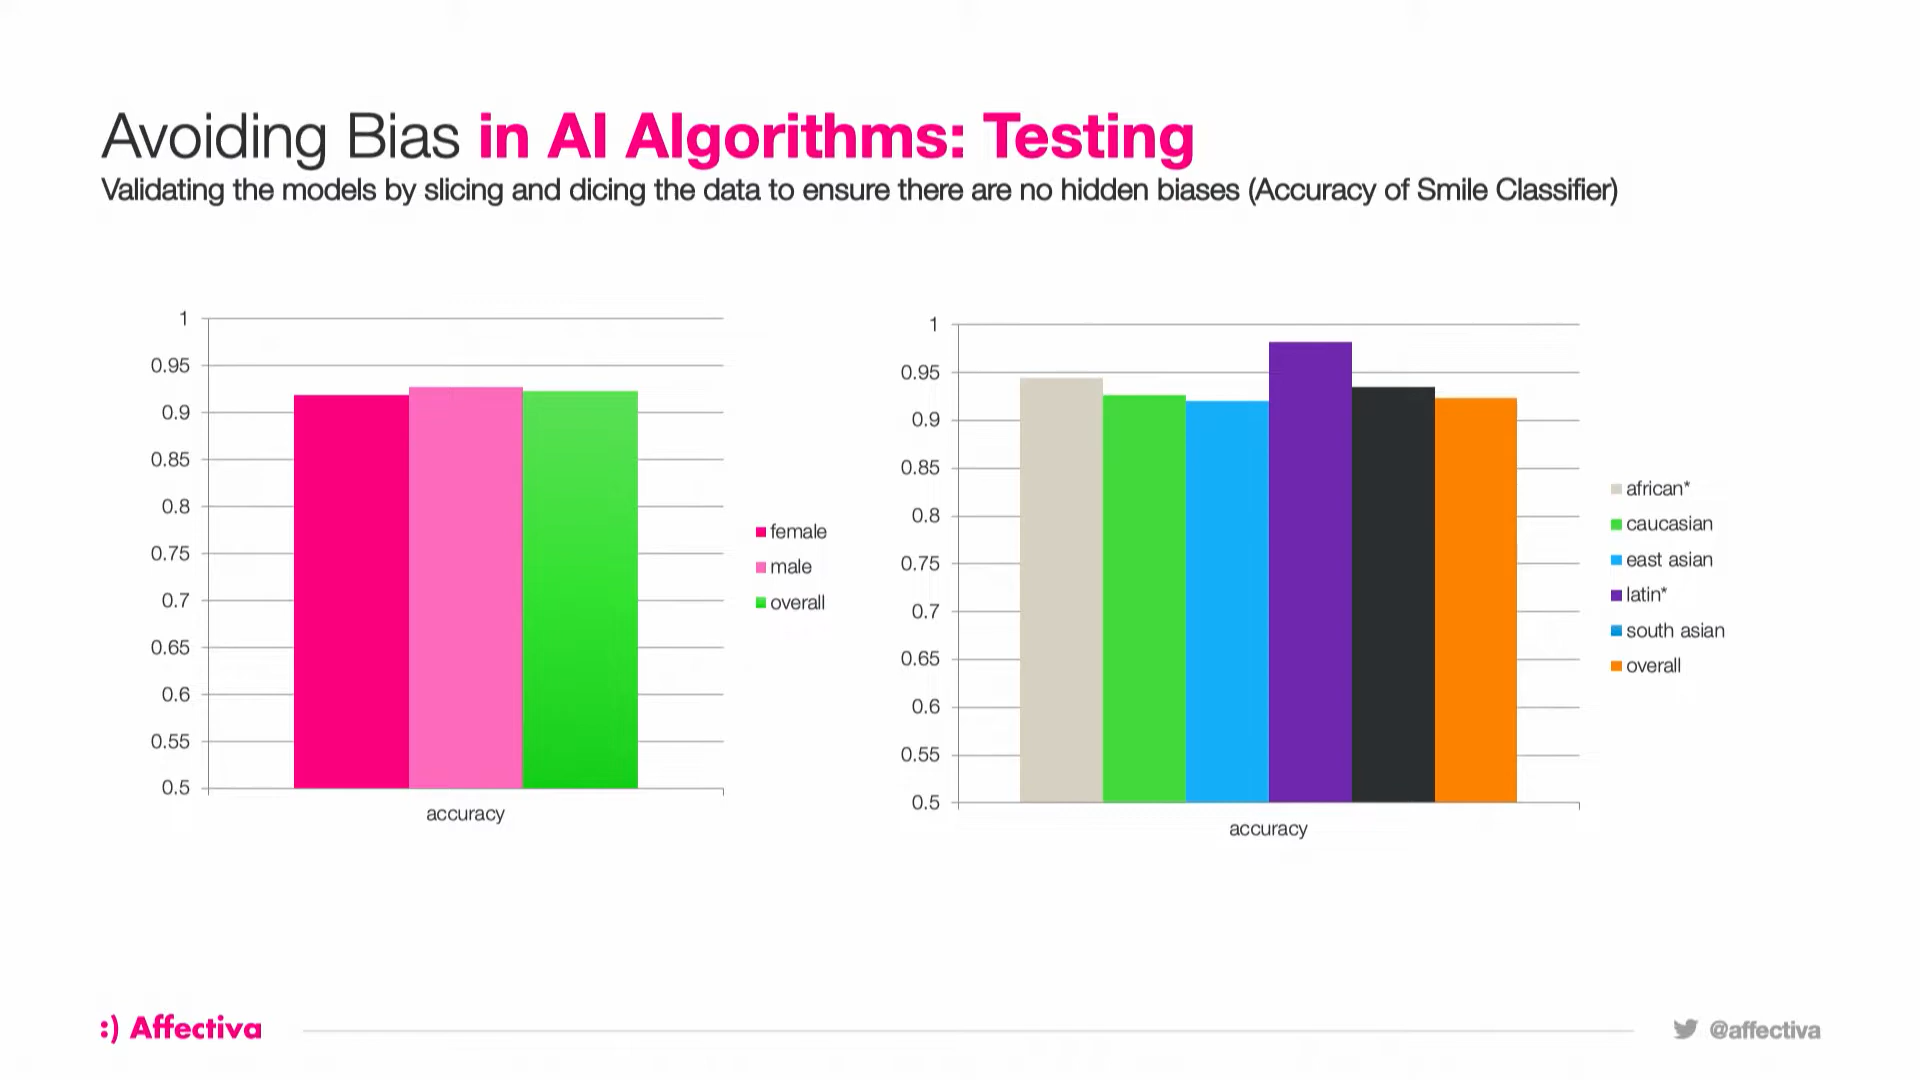 Avoiding Bias in AI Algorithms: Testing
Validating the models by slicing and dicing the data to ensure there are no hidden biases (Accuracy of Smile Classifier)
1
0.95
0.9
0.85
0.8
0.75
0.7
0.65
0.6
0.55
0.5
accuracy
female
male
overall
1
0.95
0.9
0.85
0.8
0.75
0.7
0.65
0.6
0.55
0.5
accuracy
african*
caucasian
east asian
latin*
south asian
overall
:) Affectiva
@affectiva